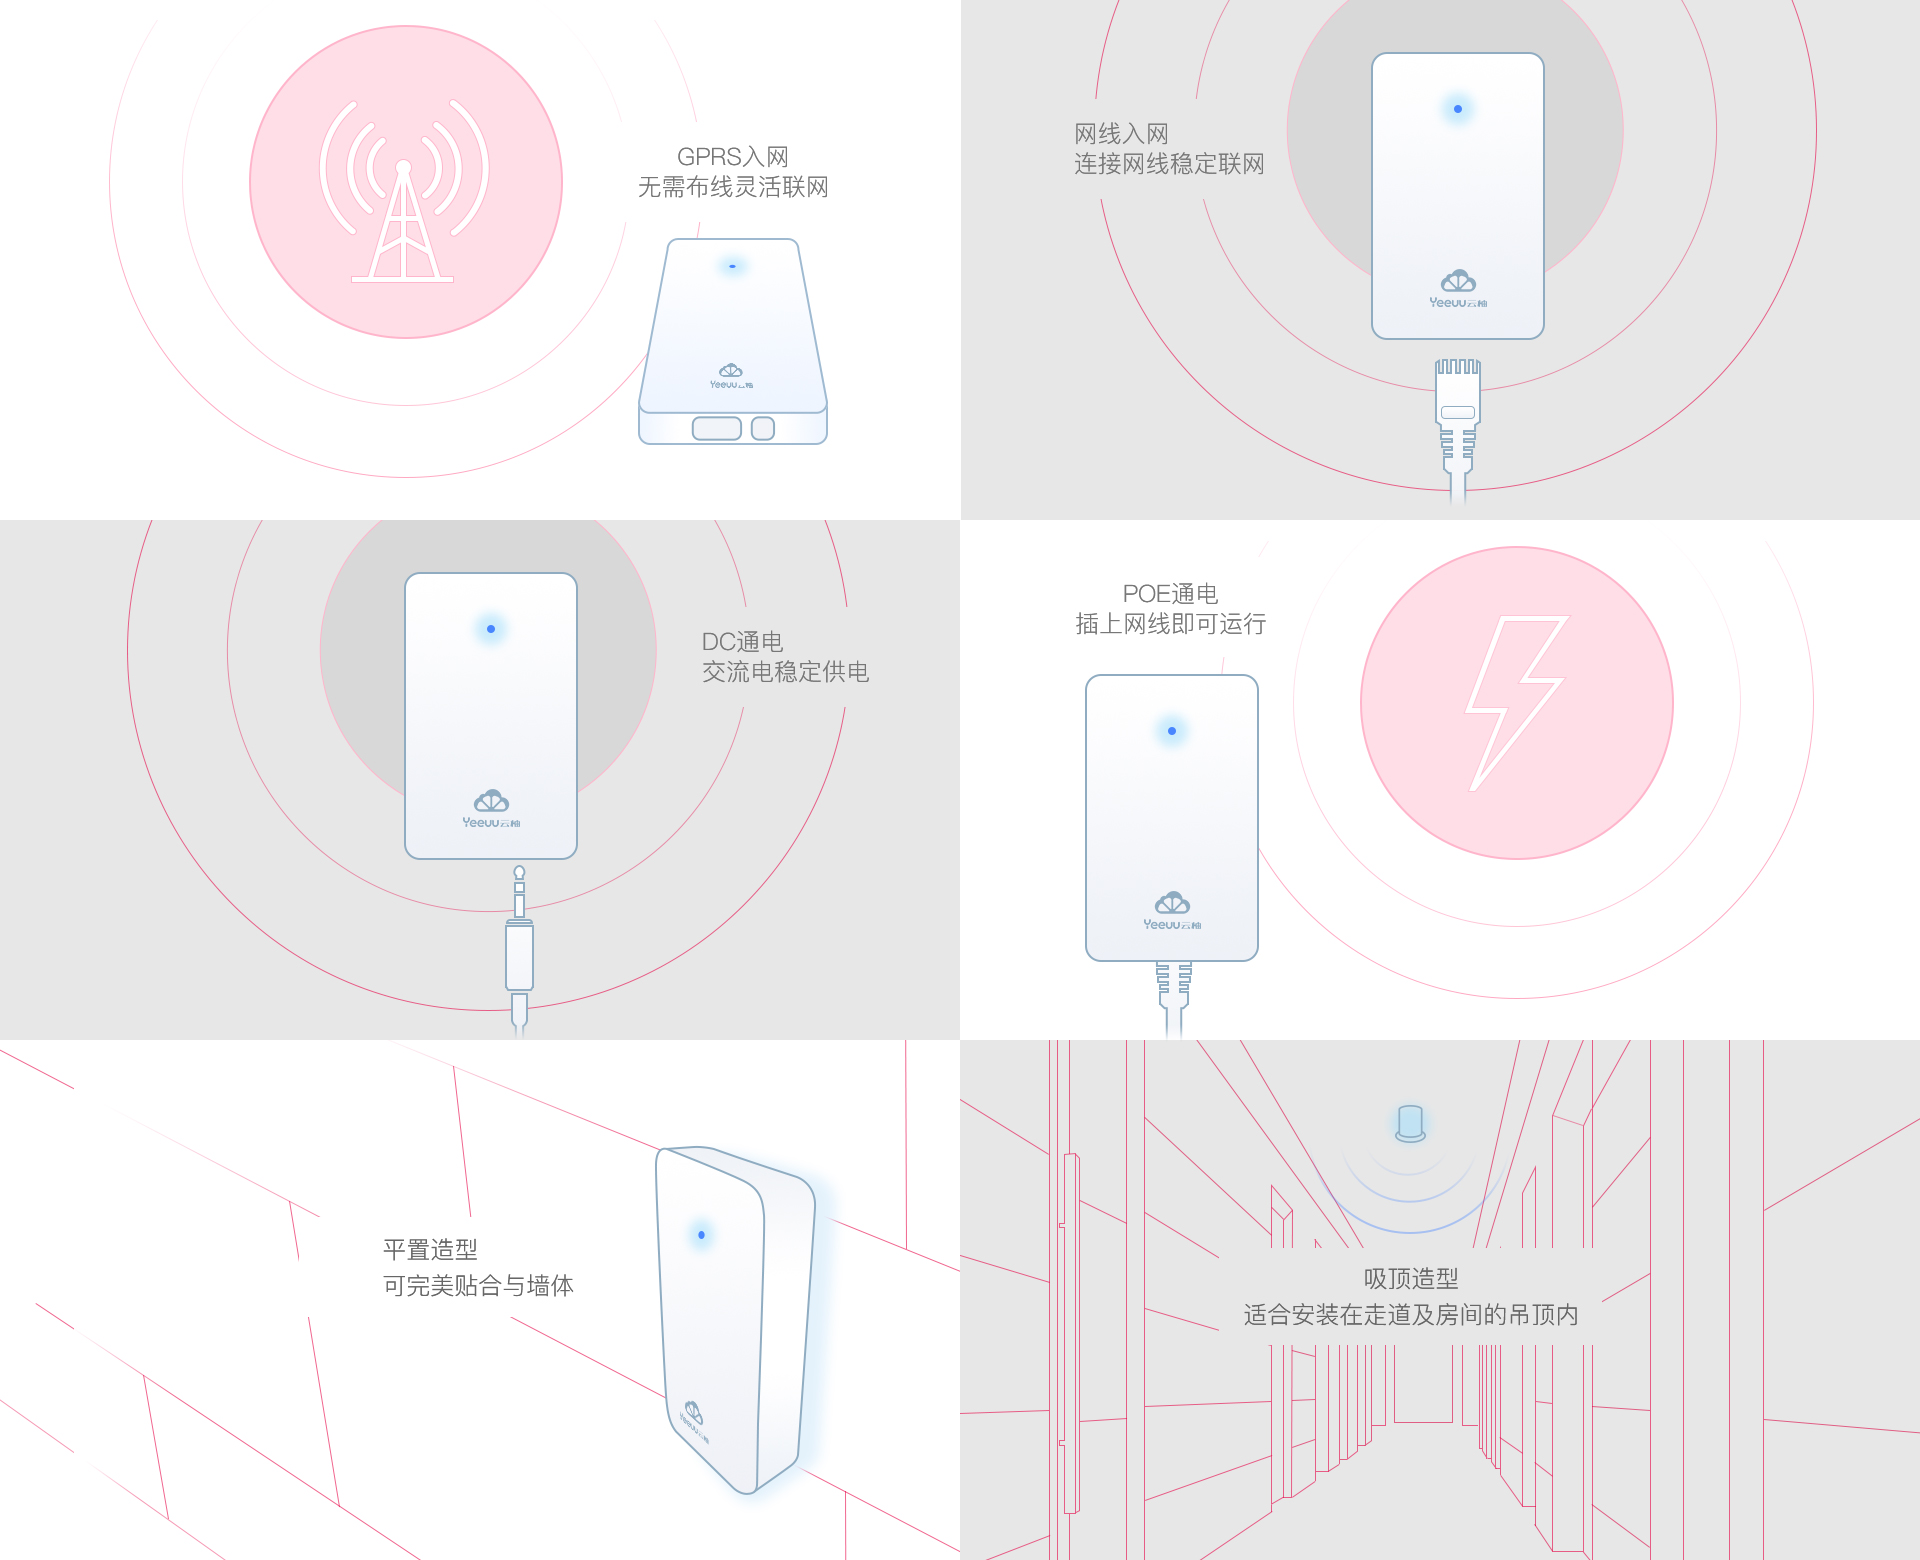 GPRS入网
无需布线灵活联网
Yeeuu云柚
网线入网
连接网线稳定联网
Yeeuu云柚
DC通电
交流电稳定供电
Yeeuu云柚
POE通电
插上网线即可运行
Yeeuu云柚
平置造型
可完美贴合与墙体
Yeeuu云柚
吸顶造型
适合安装在走道及房间的吊顶内